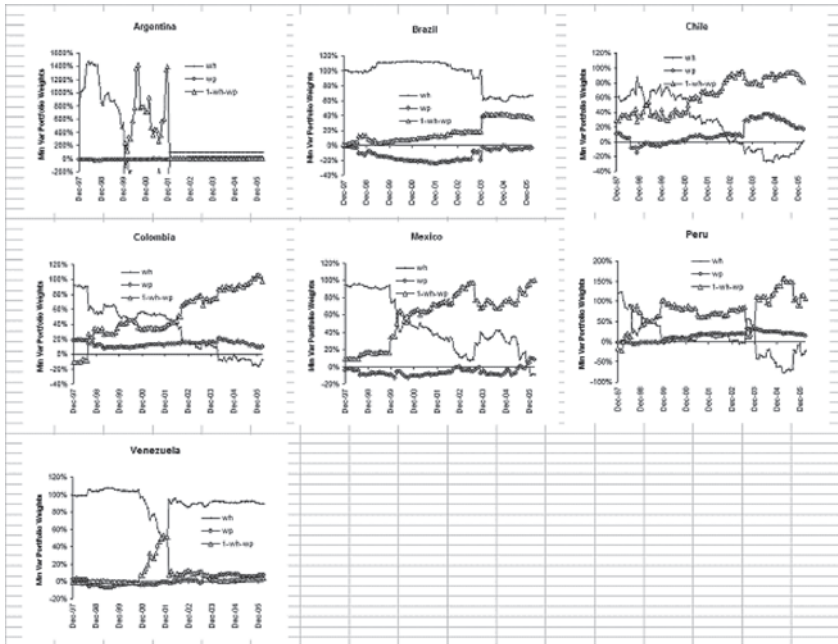 Argentina
Min Var Portfolio Weights
1600%
1400%
1200%
1000%
800%
600%
400%
200%
0%
-200%
wh
wp
1-wh-wp
Dec-97
Dec-98
Dec-99
Dec-00
Dec-01
Dec-02
Dec-03
Dec-04
Dec-05
Brazil
Min Var Portfolio Weights
120%
100%
80%
60%
40%
20%
0%
-20%
-40%
wh
wp
1-wh-wp
Dec-97
Dec-98
Dec-99
Dec-00
Dec-01
Dec-02
Dec-03
Dec-04
Dec-05
Chile
Min Var Portfolio Weights
120%
100%
80%
60%
40%
20%
0%
-20%
-40%
wh
wp
1-wh-wp
Dec-97
Dec-98
Dec-99
Dec-00
Dec-01
Dec-02
Dec-03
Dec-04
Dec-05
Colombia
Min Var Portfolio Weights
120%
100%
80%
60%
40%
20%
0%
-20%
-40%
wh
wp
1-wh-wp
Dec-97
Dec-98
Dec-99
Dec-00
Dec-01
Dec-02
Dec-03
Dec-04
Dec-05
Mexico
Min Var Portfolio Weights
120%
100%
80%
60%
40%
20%
0%
-20%
wh
wp
1-wh-wp
Dec-97
Dec-98
Dec-99
Dec-00
Dec-01
Dec-02
Dec-03
Dec-04
Dec-05
Peru
Min Var Portfolio Weights
200%
150%
100%
50%
0%
-50%
-100%
wh
wp
1-wh-wp
Dec-97
Dec-98
Dec-99
Dec-00
Dec-01
Dec-02
Dec-03
Dec-04
Dec-05
Venezuela
Min Var Portfolio Weights
120%
100%
80%
60%
40%
20%
0%
-20%
wh
wp
1-wh-wp
Dec-97
Dec-98
Dec-99
Dec-00
Dec-01
Dec-02
Dec-03
Dec-04
Dec-05